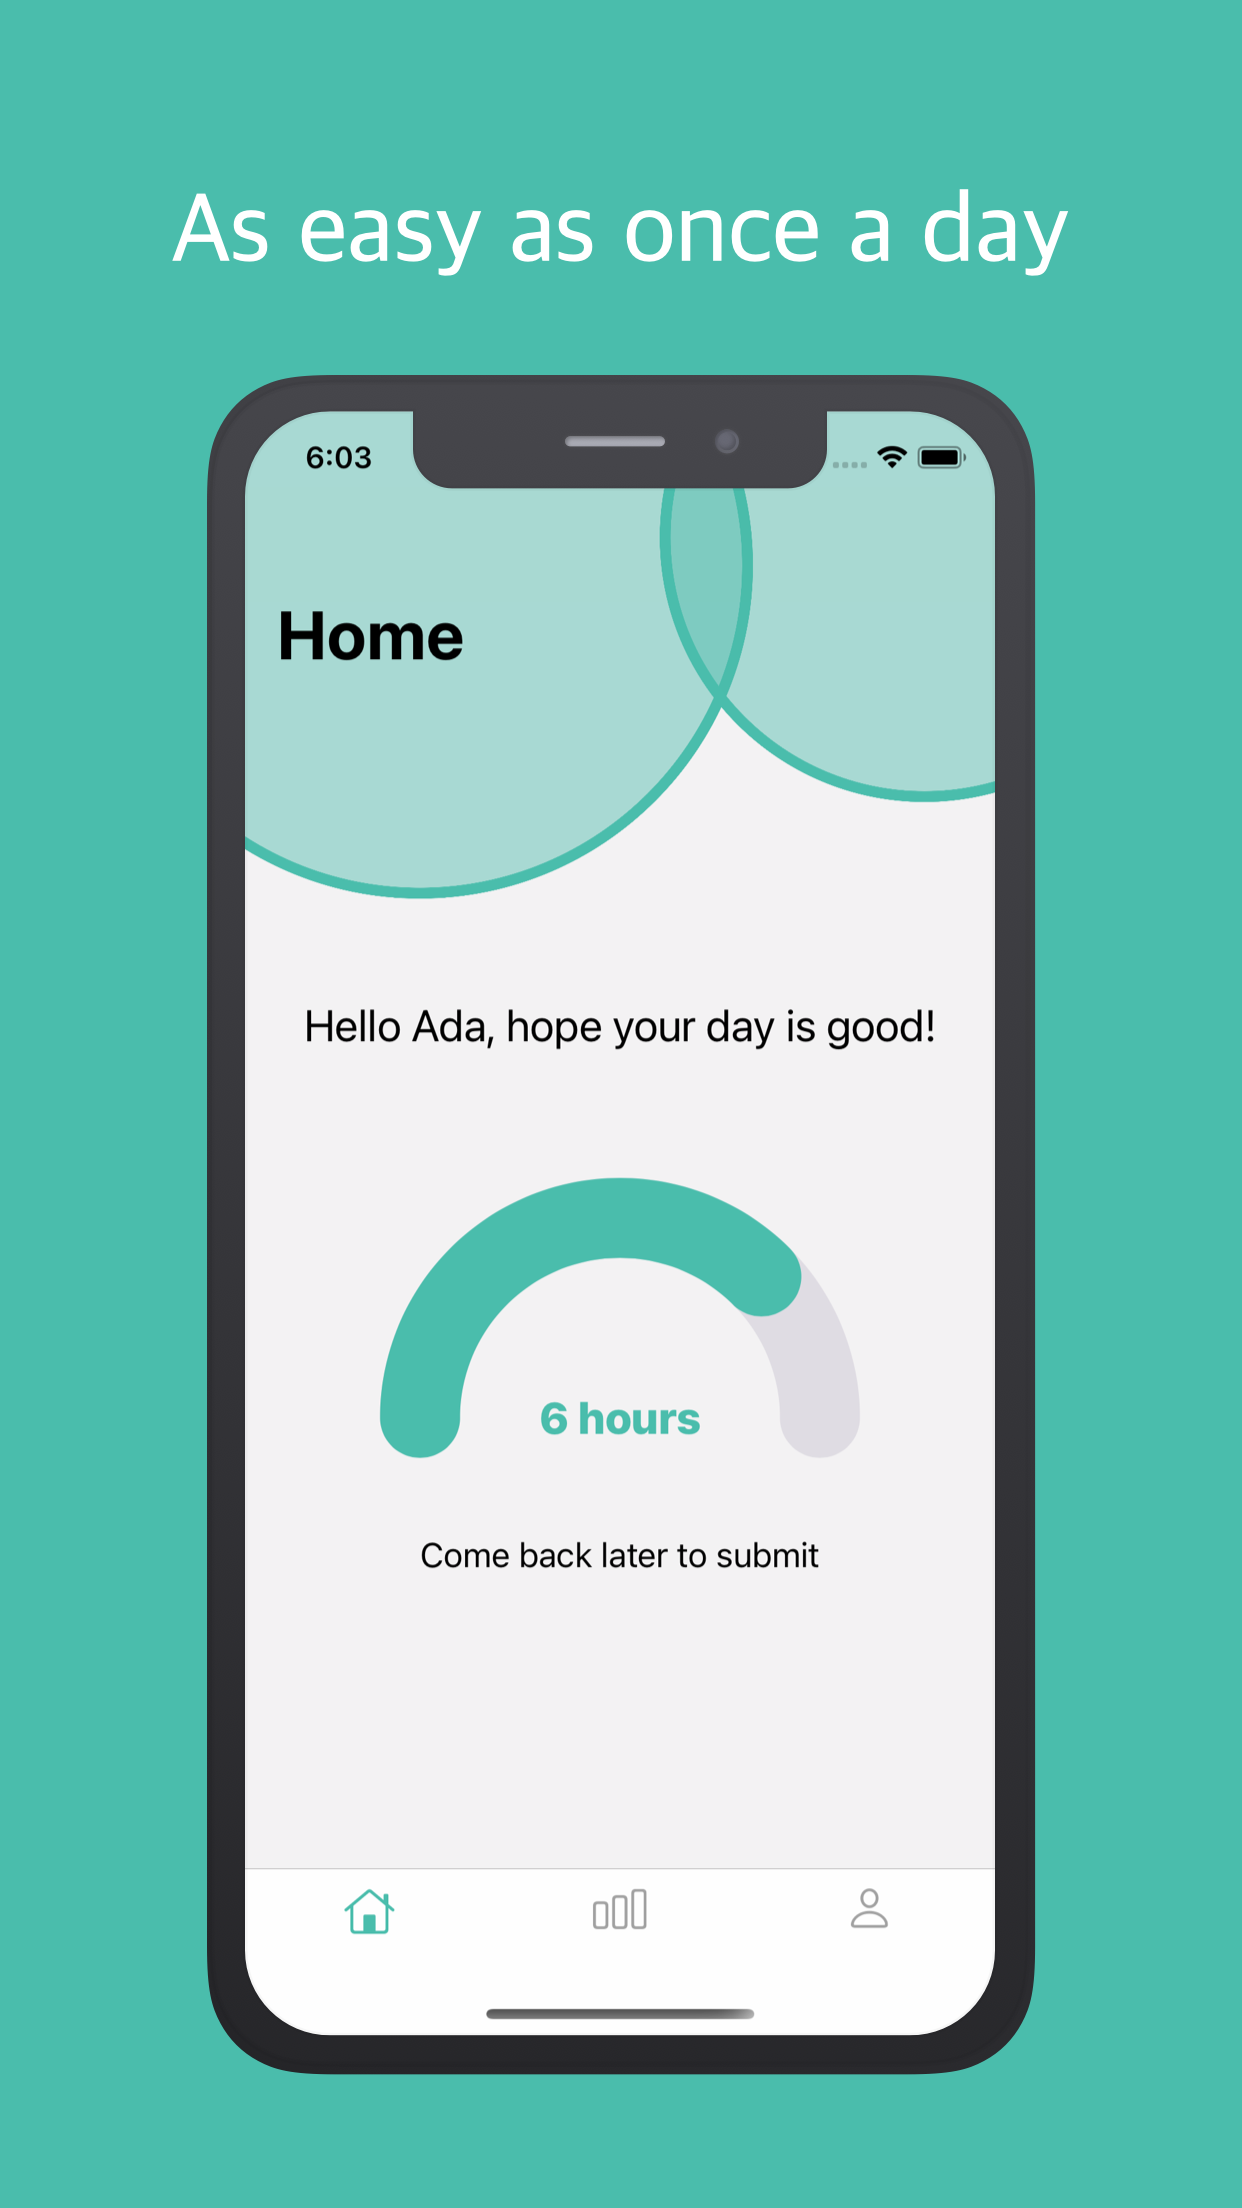 As easy as once a day
6:03
Home
Hello Ada, hope your day is good!
6 hours
Come back later to submit